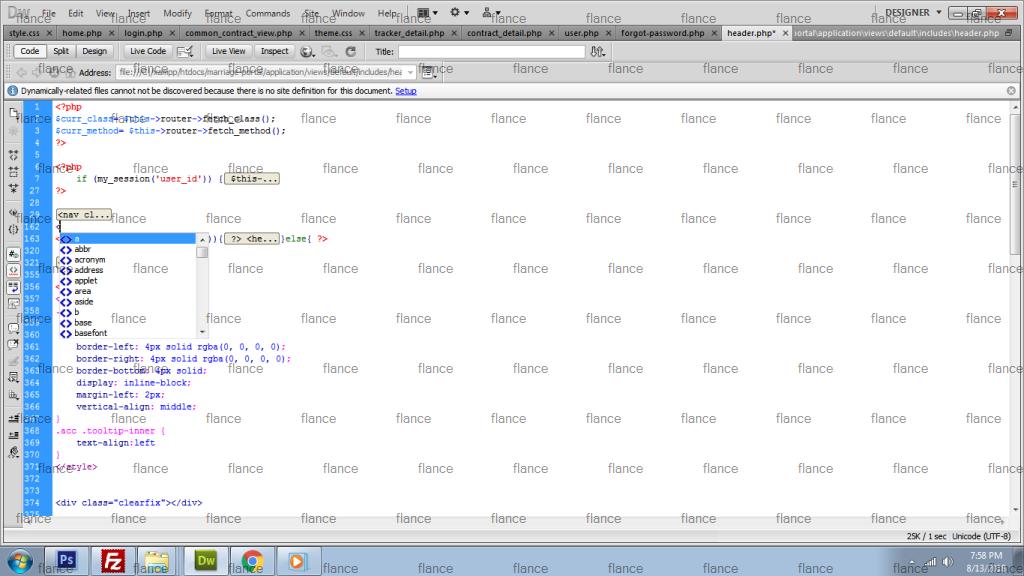 Dw File Edit View Insert Modify Format Commands Site Window Help DESIGNER
style.css × home.php × login.php × common_contract_view.php × theme.css × tracker_detail.php × contract_detail.php × user.php × forgot-password.php × header.php* × portal\application\views\default\includes\header.php
Code Split Design Live Code Live View Inspect Title:
Address: file:///C|/xampp/htdocs/marriage-portal/application/views/default/includes/hea
Dynamically-related files cannot not be discovered because there is no site definition for this document. Setup
1 <?php
2 $curr_class= $this->router->fetch_class();
3 $curr_method= $this->router->fetch_method();
4 ?>
5
6 <?php
7 if (my_session('user_id')) { $this-...
27 ?>
28
29 <nav cl...
162 <
163 )){ ?> <he... }else{ ?>
320
321
356
357
358
359
360
a
abbr
acronym
address
applet
area
aside
b
base
basefont
361 border-left: 4px solid rgba(0, 0, 0, 0);
362 border-right: 4px solid rgba(0, 0, 0, 0);
363 border-bottom: 4px solid;
364 display: inline-block;
365 margin-left: 2px;
366 vertical-align: middle;
367 }
368 .acc .tooltip-inner {
369 text-align:left
370 }
371 </style>
372
373
374 <div class="clearfix"></div>
375
25K / 1 sec Unicode (UTF-8)
Ps Fz Dw
7:58 PM
flance